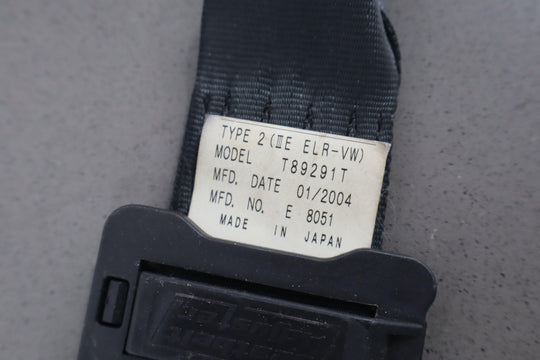 TYPE 2 (ⅢE ELR-VW)
MODEL T89291T
MFD. DATE 01/2004
MFD. NO. E 8051
MADE IN JAPAN